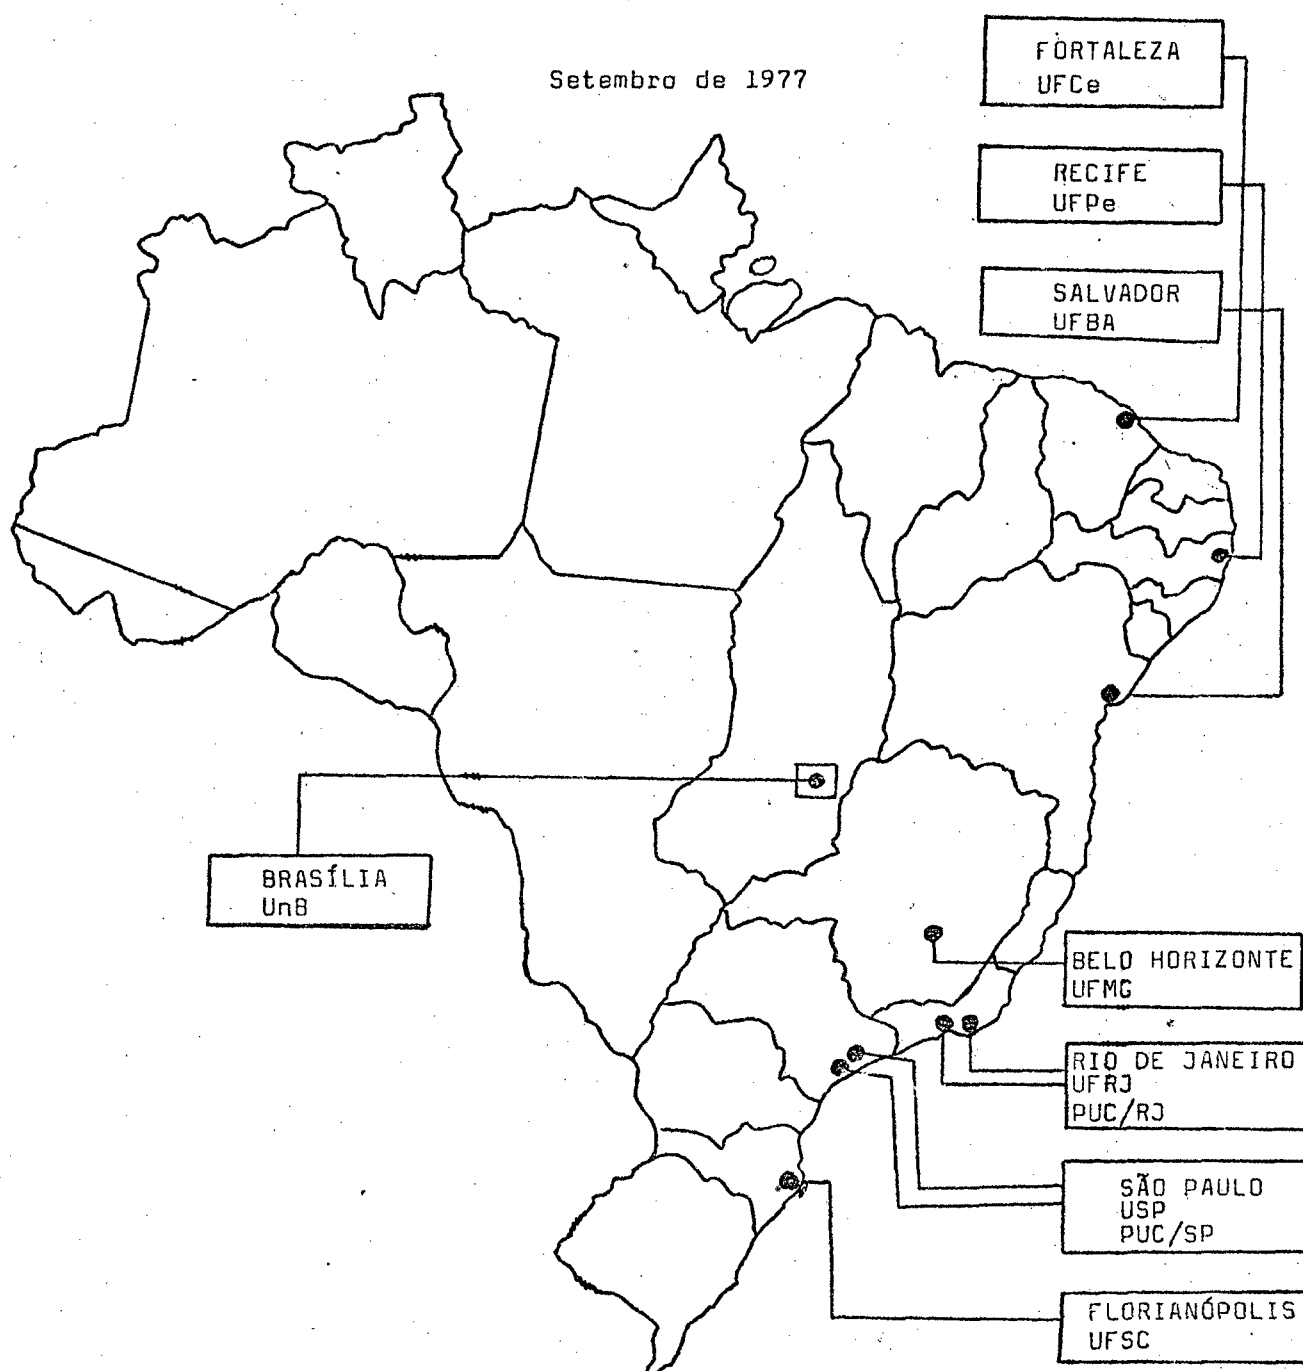 Setembro de 1977
FORTALEZA
UFCe
RECIFE
UFPe
SALVADOR
UFBA
BRASÍLIA
UnB
BELO HORIZONTE
UFMG
RIO DE JANEIRO
UFRJ
PUC/RJ
SÃO PAULO
USP
PUC/SP
FLORIANÓPOLIS
UFSC